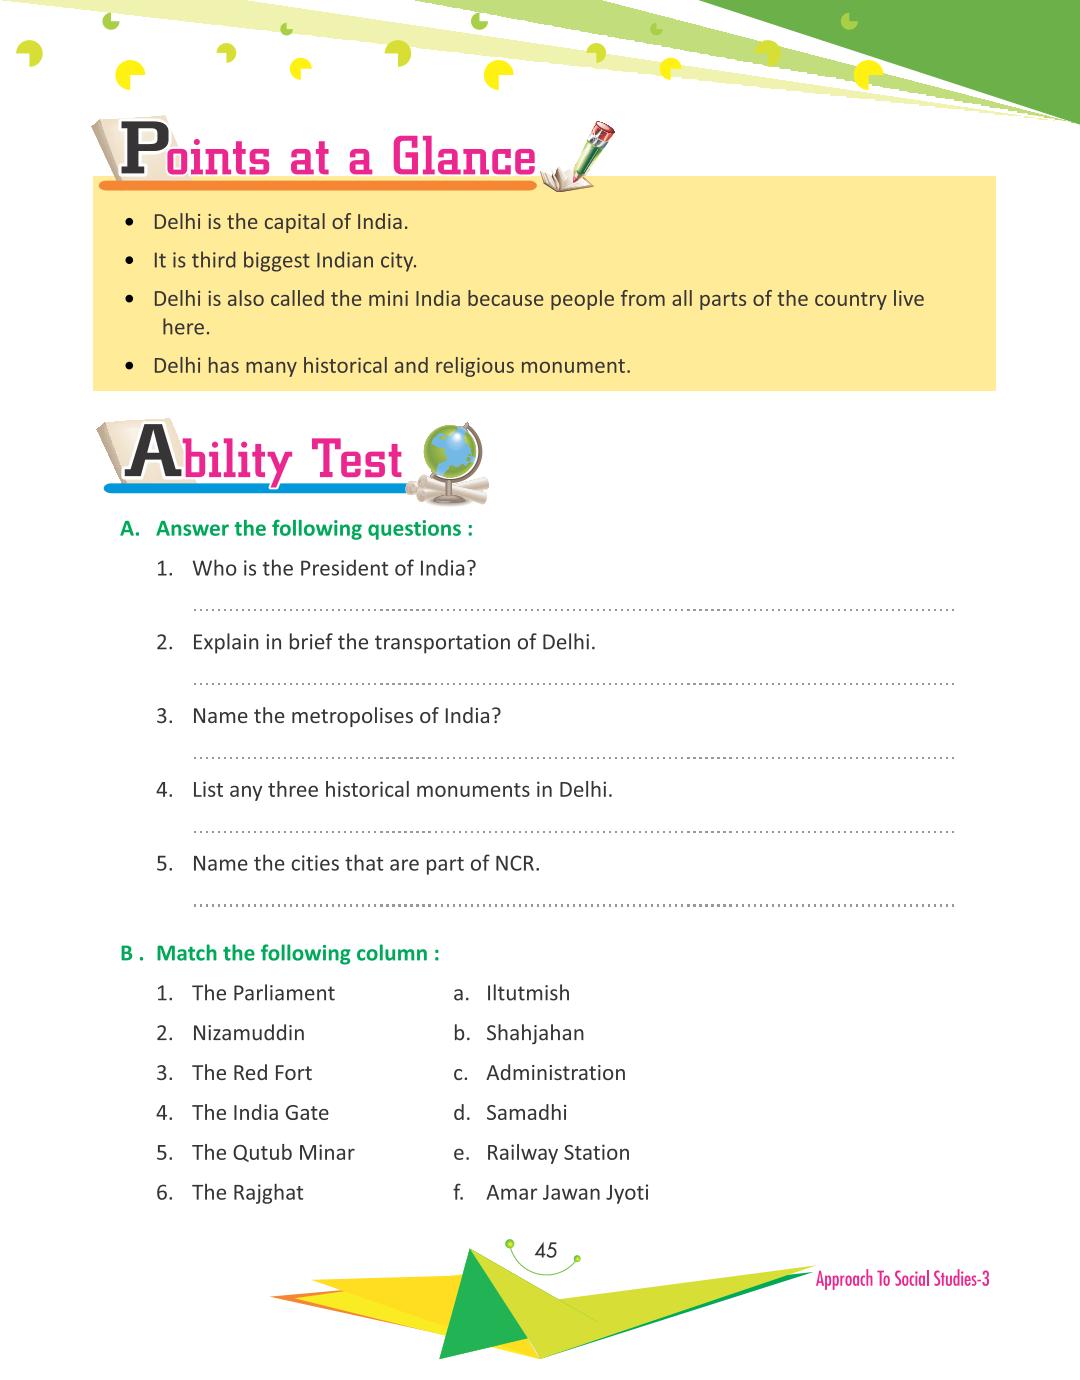 Points at a Glance
• Delhi is the capital of India.
• It is third biggest Indian city.
• Delhi is also called the mini India because people from all parts of the country live
here.
• Delhi has many historical and religious monument.
Ability Test
A. Answer the following questions :
1. Who is the President of India?
2. Explain in brief the transportation of Delhi.
3. Name the metropolises of India?
4. List any three historical monuments in Delhi.
5. Name the cities that are part of NCR.
B . Match the following column :
1. The Parliament a. Iltutmish
2. Nizamuddin b. Shahjahan
3. The Red Fort c. Administration
4. The India Gate d. Samadhi
5. The Qutub Minar e. Railway Station
6. The Rajghat f. Amar Jawan Jyoti
45
Approach To Social Studies-3